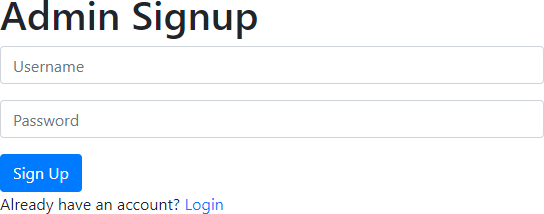 Admin Signup
Username
Password
Sign Up
Already have an account? Login